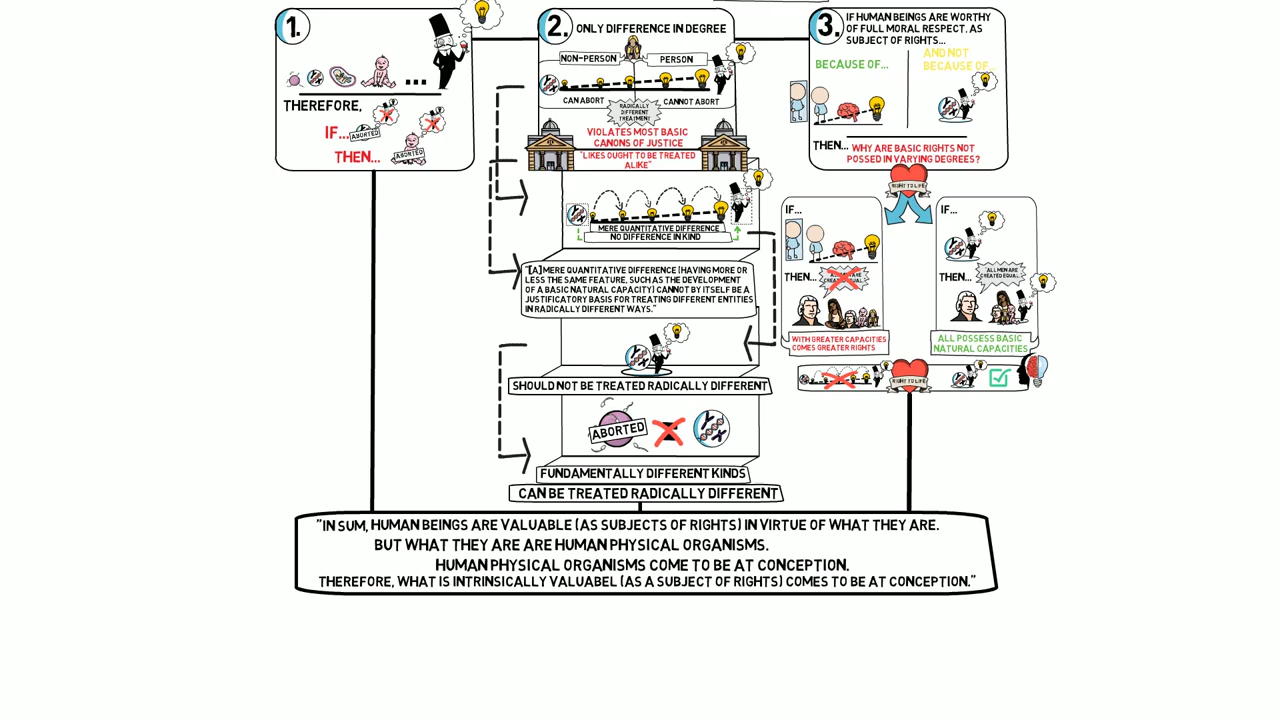 1.
THEREFORE,
IF...
ABORTED
THEN...
ABORTED
2.
ONLY DIFFERENCE IN DEGREE
NON-PERSON
PERSON
CAN ABORT
CANNOT ABORT
RADICALLY
DIFFERENT
TREATMENT
VIOLATES MOST BASIC
CANONS OF JUSTICE
"LIKES OUGHT TO BE TREATED
ALIKE"
MERE QUANTITATIVE DIFFERENCE
NO DIFFERENCE IN KIND
"[A] MERE QUANTITATIVE DIFFERENCE (HAVING MORE OR
LESS THE SAME FEATURE, SUCH AS THE DEVELOPMENT
OF A BASIC NATURAL CAPACITY) CANNOT BY ITSELF BE A
JUSTIFICATORY BASIS FOR TREATING DIFFERENT ENTITIES
IN RADICALLY DIFFERENT WAYS."
SHOULD NOT BE TREATED RADICALLY DIFFERENT
ABORTED
FUNDAMENTALLY DIFFERENT KINDS
CAN BE TREATED RADICALLY DIFFERENT
3.
IF HUMAN BEINGS ARE WORTHY
OF FULL MORAL RESPECT, AS
SUBJECT OF RIGHTS...
BECAUSE OF...
AND NOT
BECAUSE OF...
THEN...
WHY ARE BASIC RIGHTS NOT
POSSED IN VARYING DEGREES?
RIGHT TO LIFE
IF...
THEN...
WITH GREATER CAPACITIES
COMES GREATER RIGHTS
IF...
THEN...
"ALL MEN ARE
CREATED EQUAL...
ALL POSSESS BASIC
NATURAL CAPACITIES
RIGHT TO LIFE
"IN SUM, HUMAN BEINGS ARE VALUABLE (AS SUBJECTS OF RIGHTS) IN VIRTUE OF WHAT THEY ARE.
BUT WHAT THEY ARE ARE HUMAN PHYSICAL ORGANISMS.
HUMAN PHYSICAL ORGANISMS COME TO BE AT CONCEPTION.
THEREFORE, WHAT IS INTRINSICALLY VALUABEL (AS A SUBJECT OF RIGHTS) COMES TO BE AT CONCEPTION."